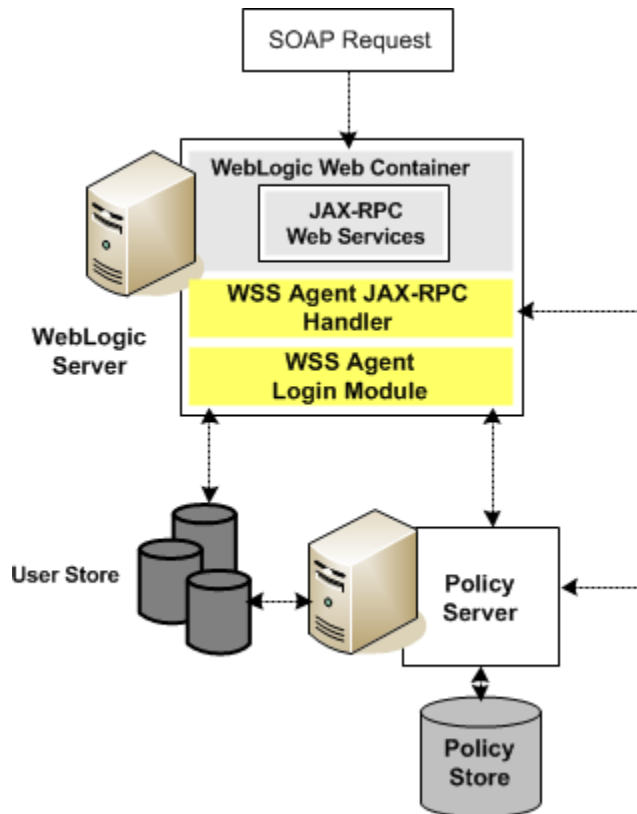 SOAP Request
WebLogic Web Container
JAX-RPC
Web Services
WSS Agent JAX-RPC
Handler
WebLogic
Server
WSS Agent
Login Module
User Store
Policy
Server
Policy
Store